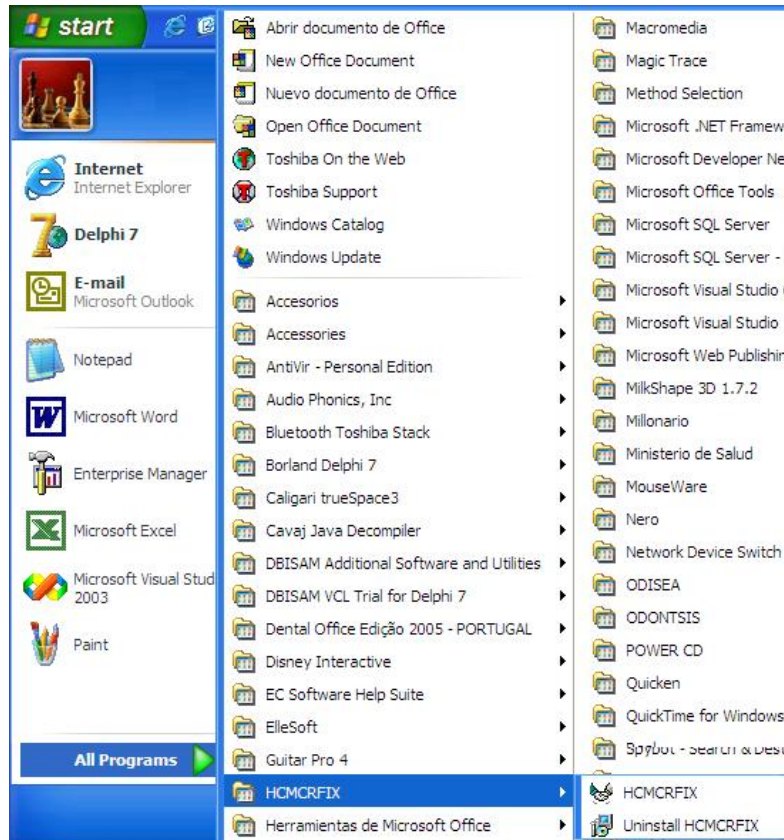 start
Internet
Internet Explorer
Delphi 7
E-mail
Microsoft Outlook
Notepad
Microsoft Word
Enterprise Manager
Microsoft Excel
Microsoft Visual Stud
2003
Paint
All Programs
Abrir documento de Office
New Office Document
Nuevo documento de Office
Open Office Document
Toshiba On the Web
Toshiba Support
Windows Catalog
Windows Update
Accesorios
Accessories
AntiVir - Personal Edition
Audio Phonics, Inc
Bluetooth Toshiba Stack
Borland Delphi 7
Caligari trueSpace3
Cavaj Java Decompiler
DBISAM Additional Software and Utilities
DBISAM VCL Trial for Delphi 7
Dental Office Edição 2005 - PORTUGAL
Disney Interactive
EC Software Help Suite
ElleSoft
Guitar Pro 4
HCMCRFIX
Herramientas de Microsoft Office
Macromedia
Magic Trace
Method Selection
Microsoft .NET Framew
Microsoft Developer Ne
Microsoft Office Tools
Microsoft SQL Server
Microsoft SQL Server -
Microsoft Visual Studio
Microsoft Visual Studio
Microsoft Web Publishin
MilkShape 3D 1.7.2
Millonario
Ministerio de Salud
MouseWare
Nero
Network Device Switch
ODISEA
ODONTSIS
POWER CD
Quicken
QuickTime for Windows
Spybot - Search & Dest
HCMCRFIX
Uninstall HCMCRFIX